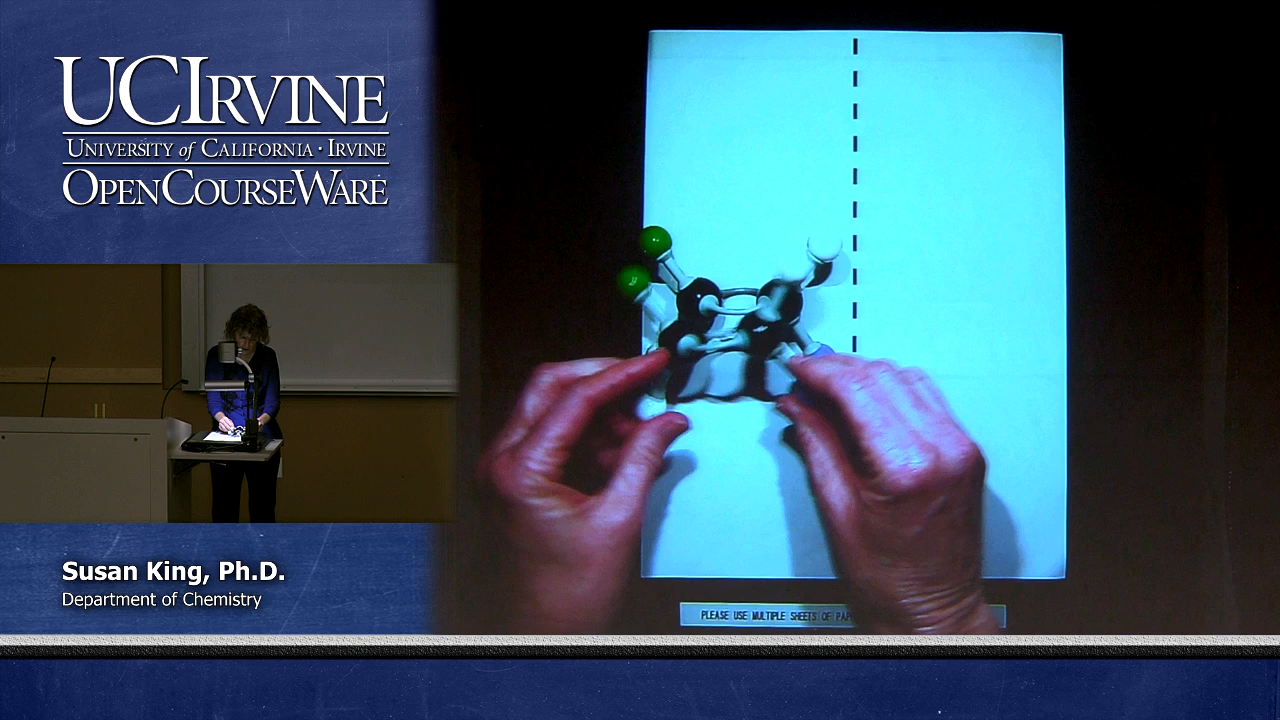 UCIRVINE
UNIVERSITY of CALIFORNIA · IRVINE
OPENCOURSEWARE
Susan King, Ph.D.
Department of Chemistry
PLEASE USE MULTIPLE SHEETS OF PAP